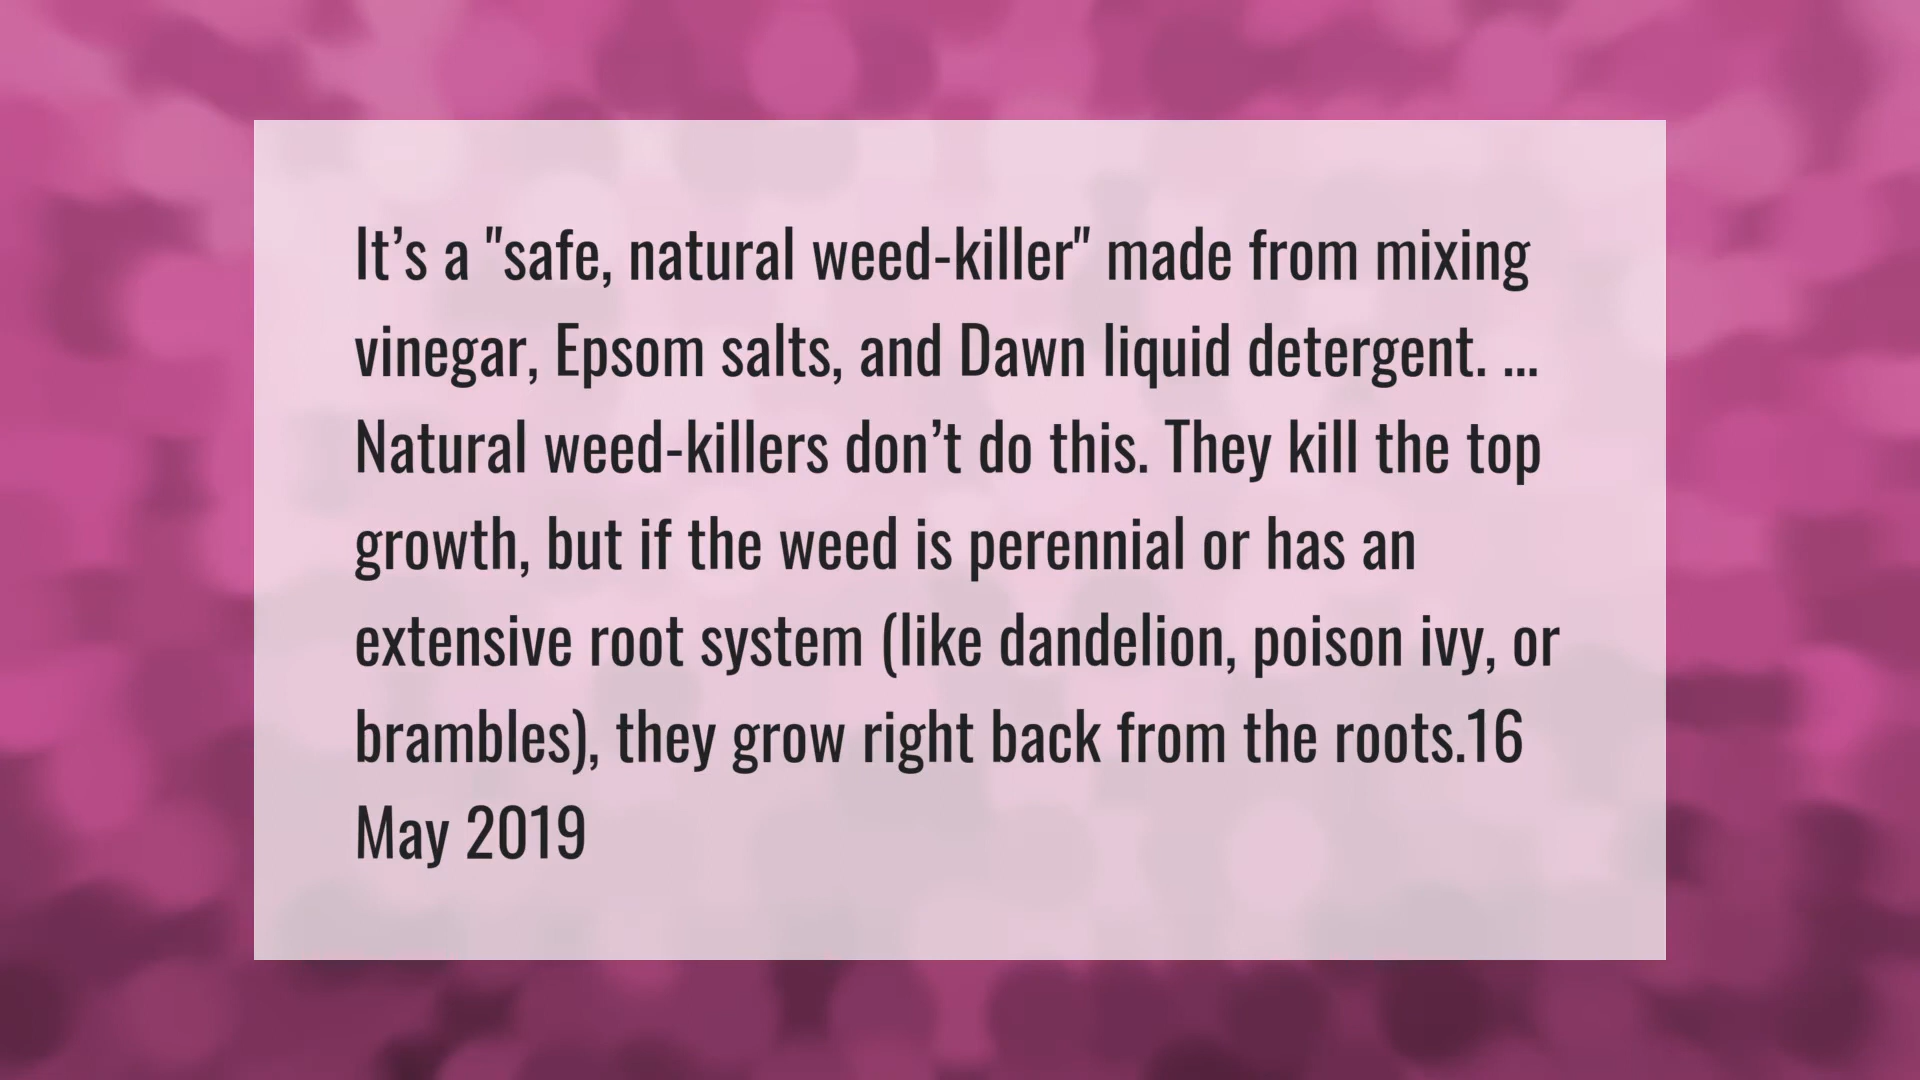 It’s a "safe, natural weed-killer" made from mixing
vinegar, Epsom salts, and Dawn liquid detergent. ...
Natural weed-killers don’t do this. They kill the top
growth, but if the weed is perennial or has an
extensive root system (like dandelion, poison ivy, or
brambles), they grow right back from the roots.16
May 2019